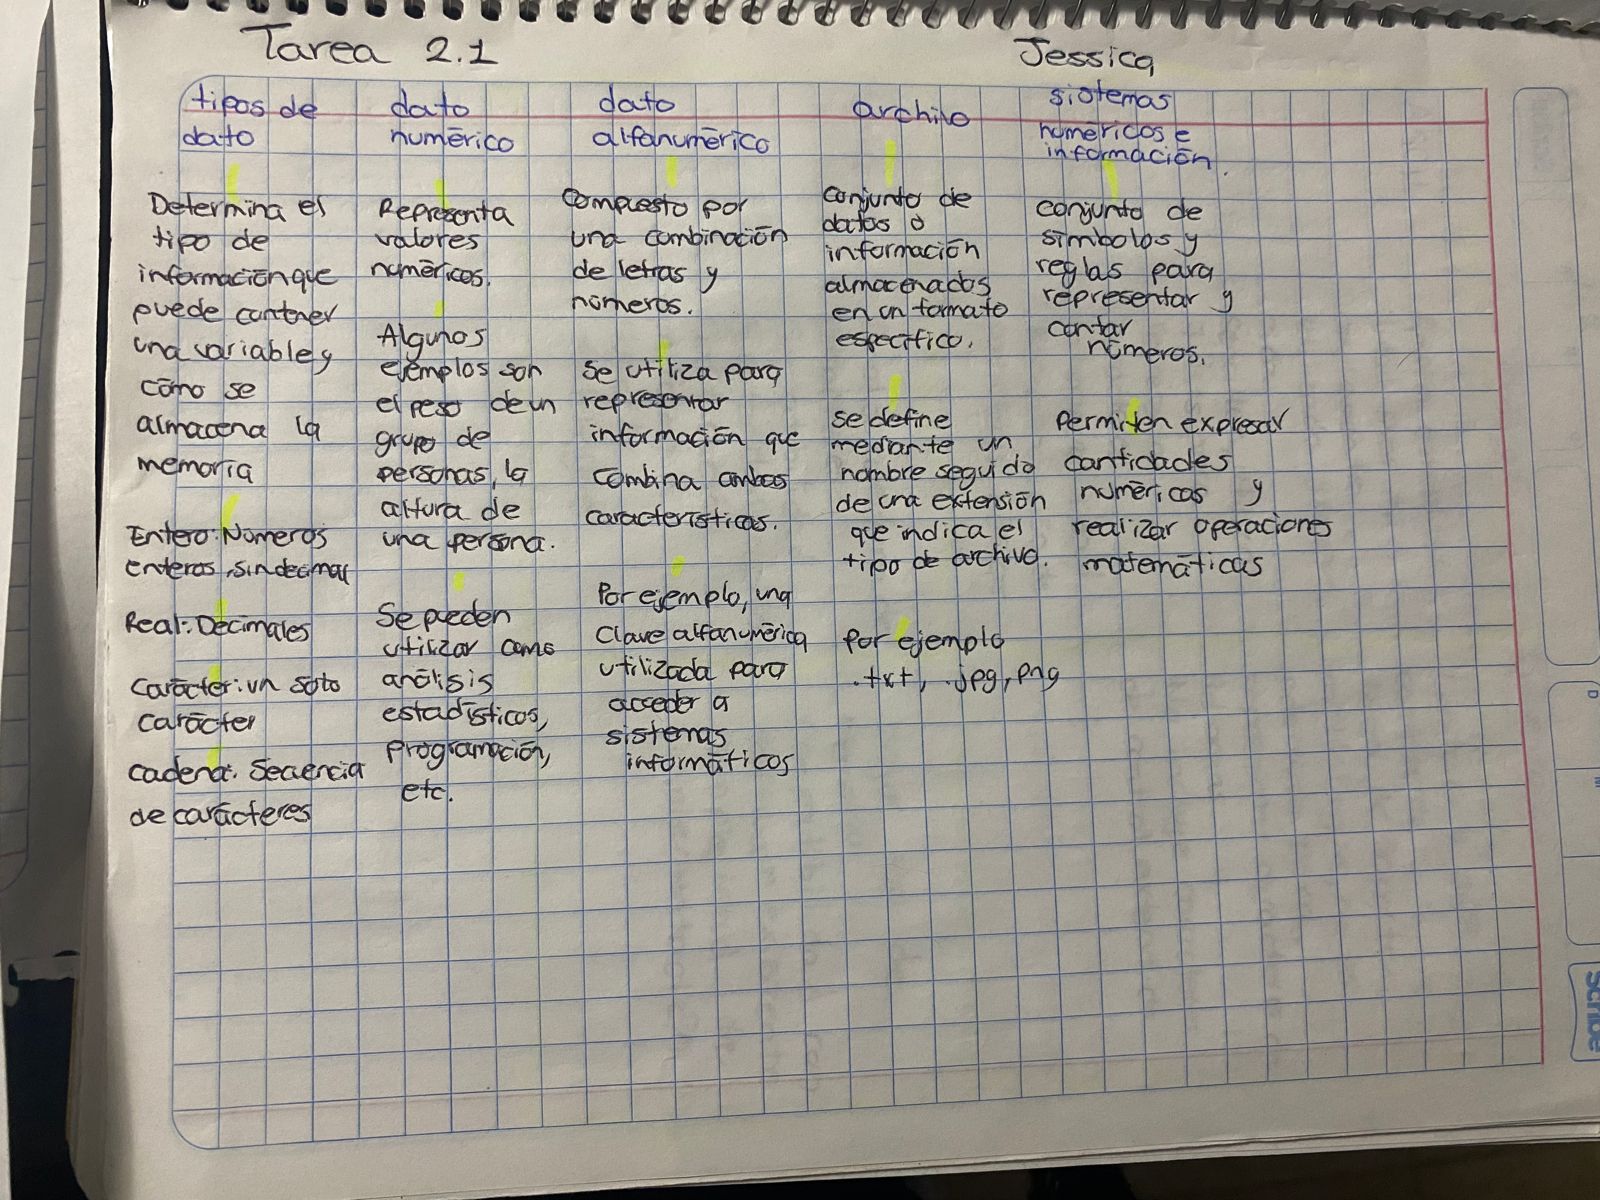 Tarea 2.1
Jessica
tipos de
dato
Determina el
tipo de
información que
puede contner
una variable y
cómo se
almacena la
memoria
Entero: Números
enteros, sin decimal
Real: Decimales
Carácter: un solo
carácter
cadena: Secuencia
de carácteres
dato
numérico
Representa
valores
numéricos.
Algunos
ejemplos son
el peso de un
grupo de
personas, la
altura de
una persona.
Se pueden
utilizar como
análisis
estadísticos,
programación,
etc.
dato
alfanumérico
Compuesto por
una combinación
de letras y
números.
Se utiliza para
representar
información que
combina ambas
características.
Por ejemplo, una
clave alfanumérica
utilizada para
acceder a
sistemas
informáticos
archivo
conjunto de
datos o
información
almacenados
en un formato
específico.
se define
mediante un
nombre seguido
de una extensión
que indica el
tipo de archivo.
por ejemplo
.txt, .jpg, png
sistemas
numéricos e
información.
conjunto de
símbolos y
reglas para
representar y
contar
números.
Permiten expresar
cantidades
numéricas y
realizar operaciones
matemáticas
Scribe